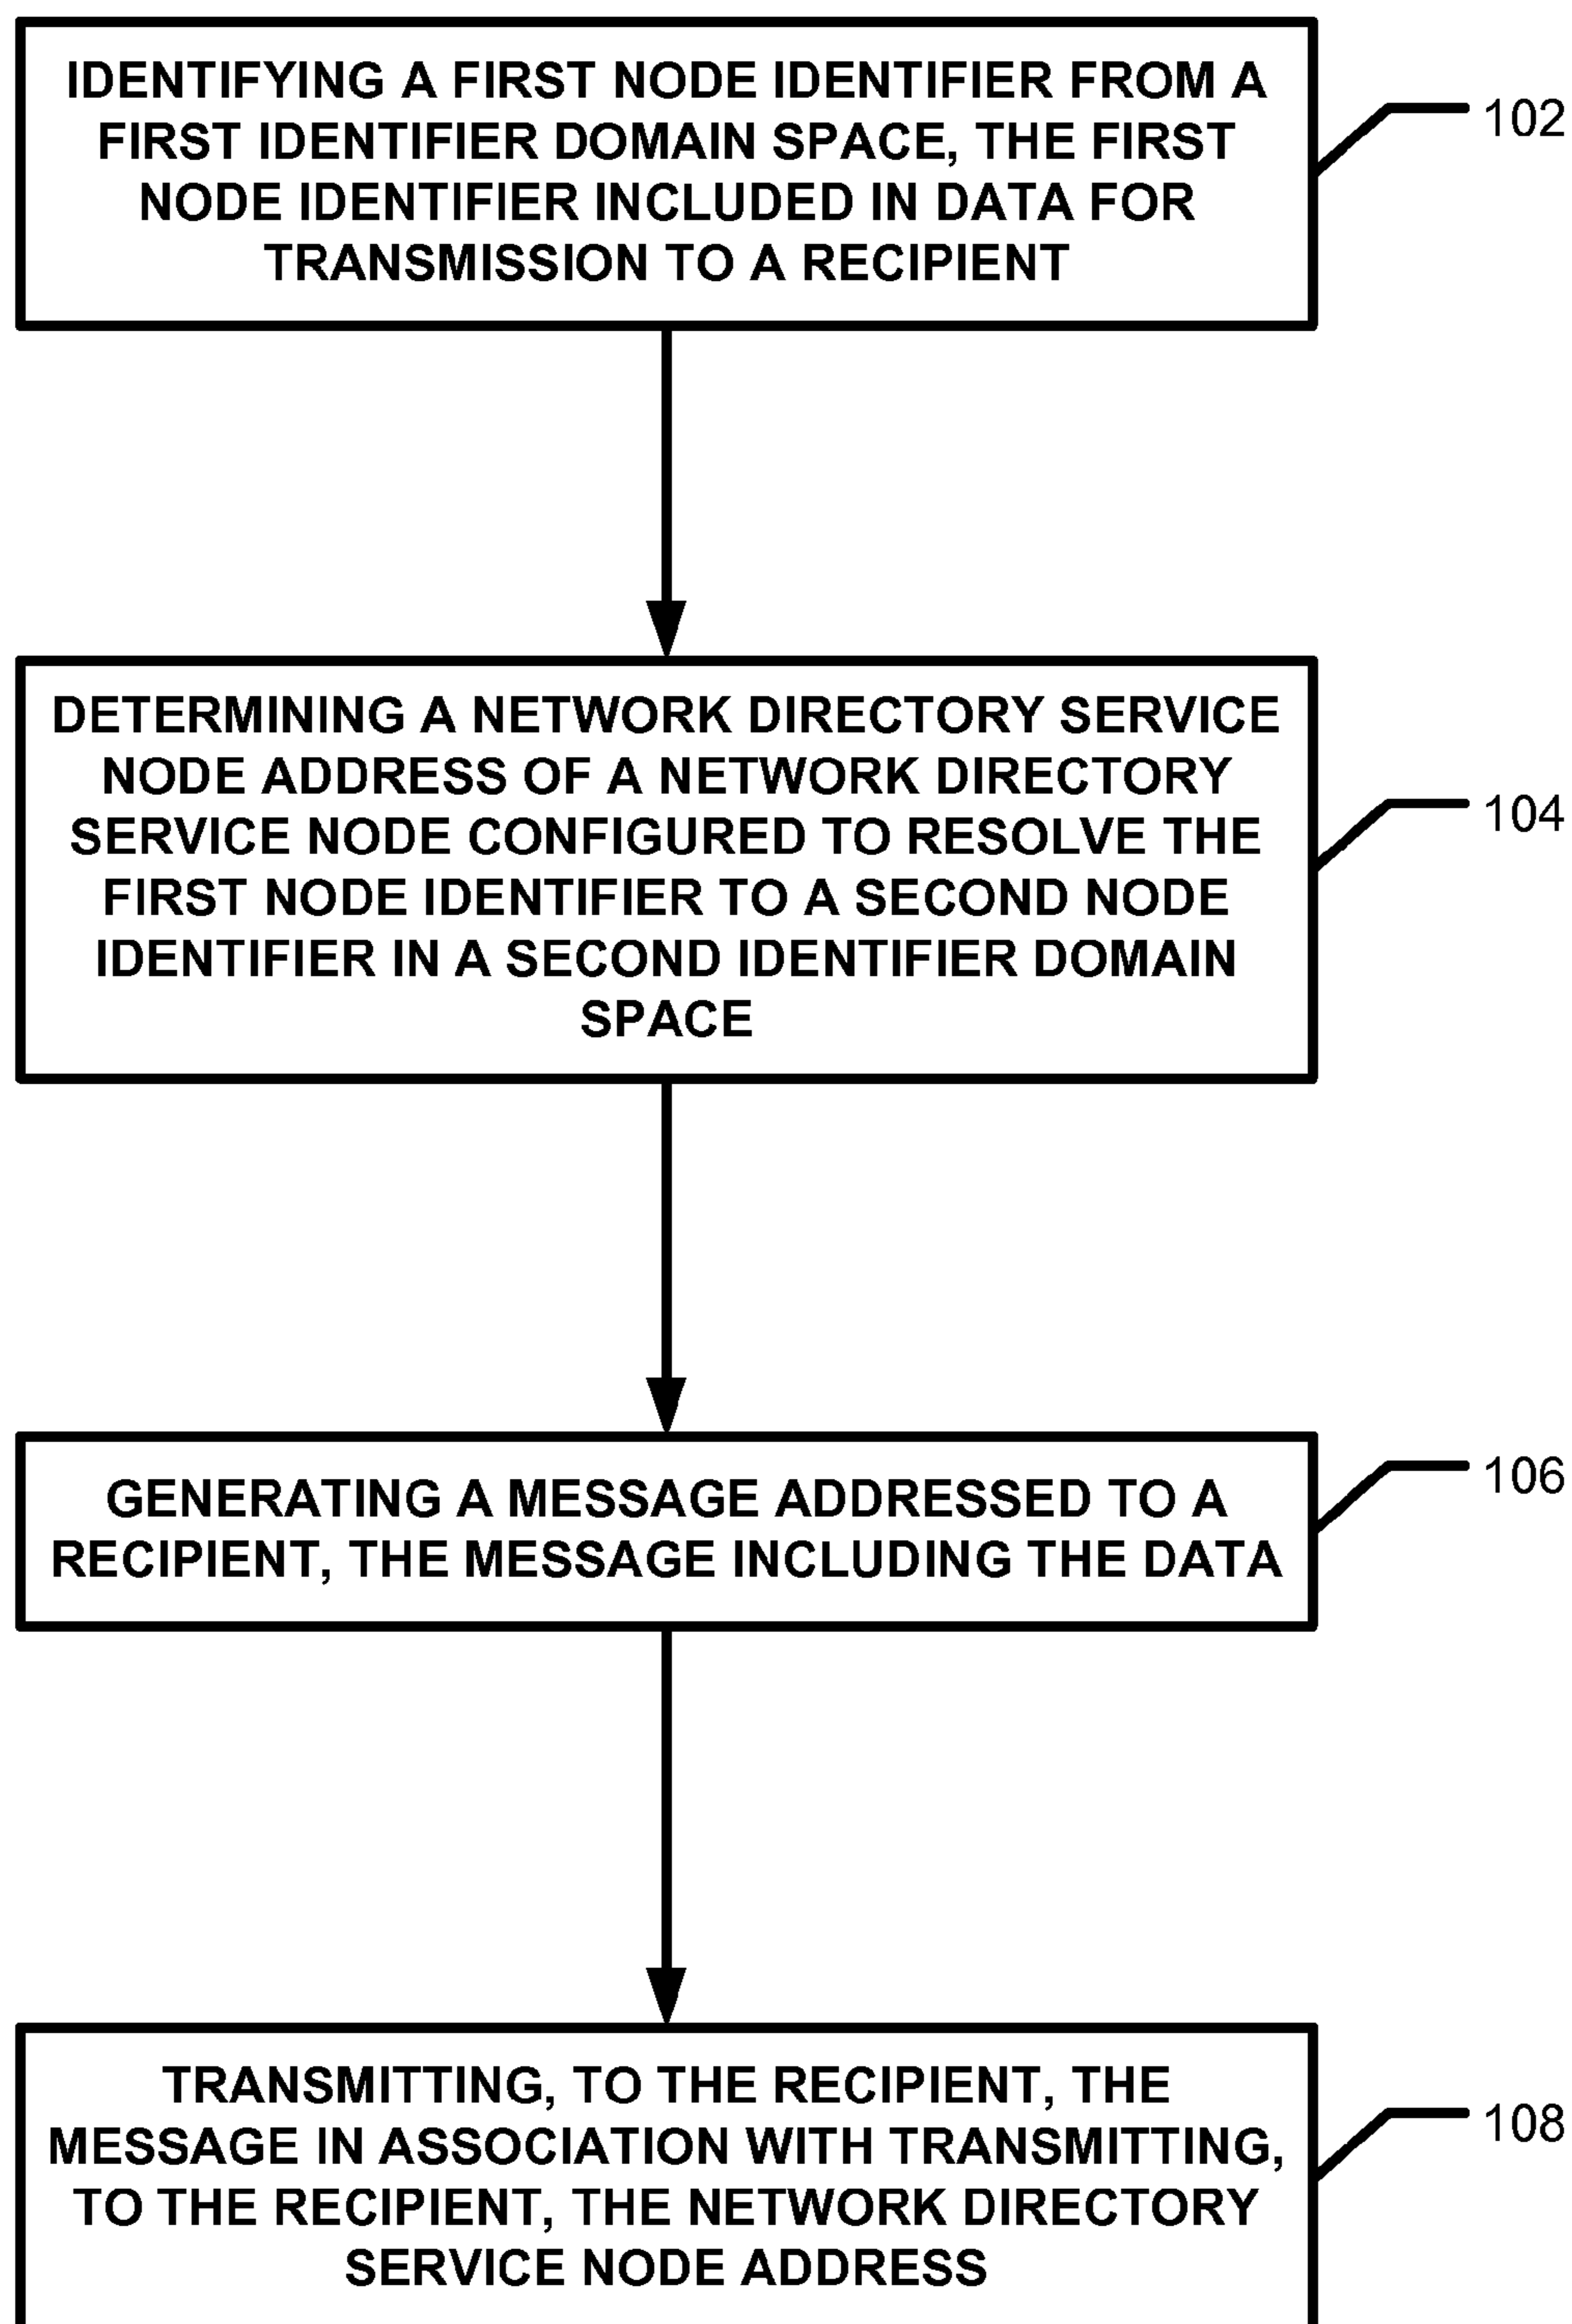 IDENTIFYING A FIRST NODE IDENTIFIER FROM A
FIRST IDENTIFIER DOMAIN SPACE, THE FIRST
NODE IDENTIFIER INCLUDED IN DATA FOR
TRANSMISSION TO A RECIPIENT
102
DETERMINING A NETWORK DIRECTORY SERVICE
NODE ADDRESS OF A NETWORK DIRECTORY
SERVICE NODE CONFIGURED TO RESOLVE THE
FIRST NODE IDENTIFIER TO A SECOND NODE
IDENTIFIER IN A SECOND IDENTIFIER DOMAIN
SPACE
104
GENERATING A MESSAGE ADDRESSED TO A
RECIPIENT, THE MESSAGE INCLUDING THE DATA
106
TRANSMITTING, TO THE RECIPIENT, THE
MESSAGE IN ASSOCIATION WITH TRANSMITTING,
TO THE RECIPIENT, THE NETWORK DIRECTORY
SERVICE NODE ADDRESS
108